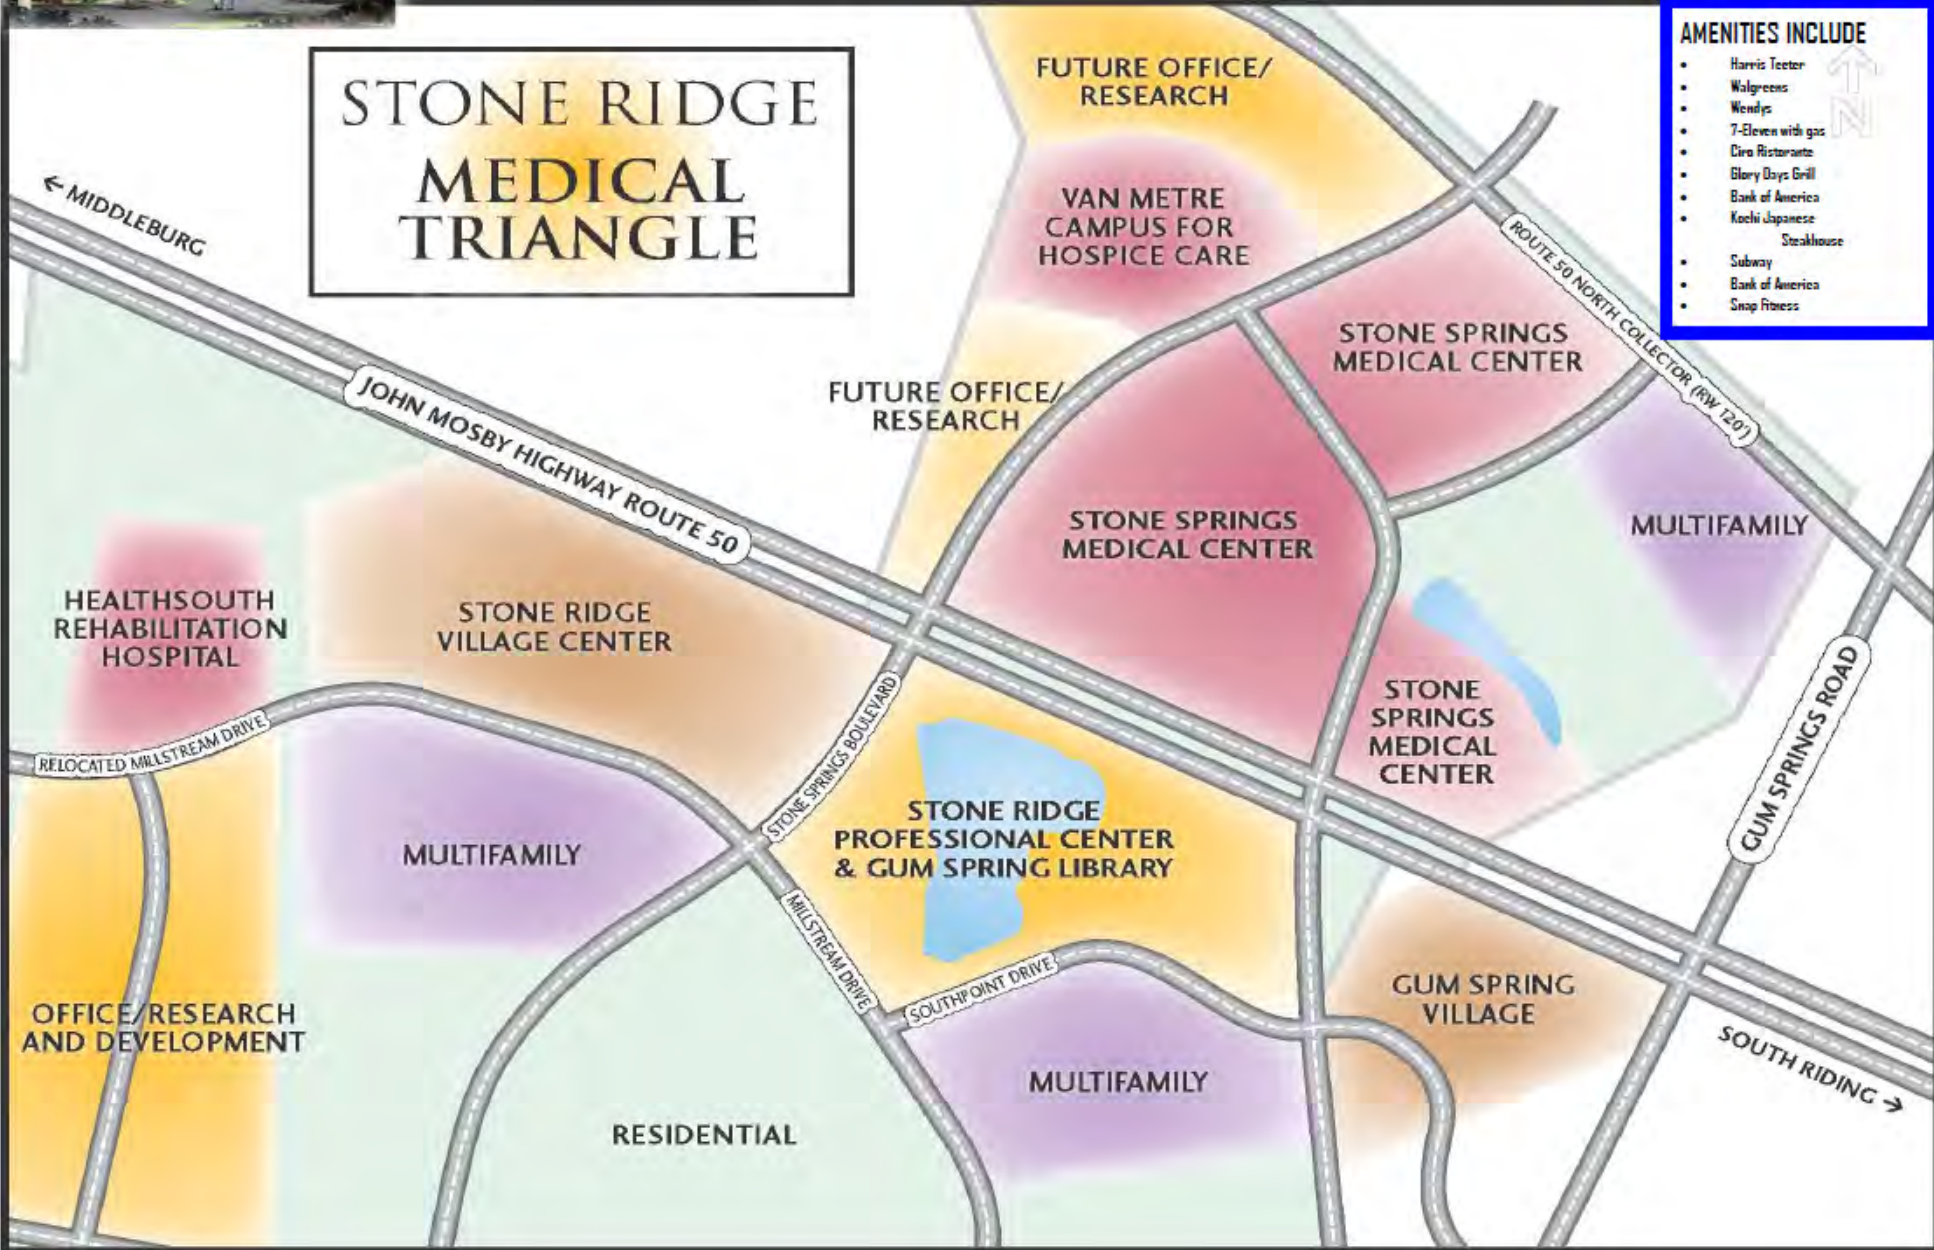 STONE RIDGE
MEDICAL
TRIANGLE
AMENITIES INCLUDE
• Harris Teeter
• Walgreens
• Wendys
• 7-Eleven with gas
• Ciro Ristorante
• Glory Days Grill
• Bank of America
• Kochi Japanese
Steakhouse
• Subway
• Bank of America
• Snap Fitness
N
FUTURE OFFICE/
RESEARCH
VAN METRE
CAMPUS FOR
HOSPICE CARE
← MIDDLEBURG
ROUTE 50 NORTH COLLECTOR (RW 120')
STONE SPRINGS
MEDICAL CENTER
FUTURE OFFICE/
RESEARCH
JOHN MOSBY HIGHWAY ROUTE 50
STONE SPRINGS
MEDICAL CENTER
MULTIFAMILY
HEALTHSOUTH
REHABILITATION
HOSPITAL
STONE RIDGE
VILLAGE CENTER
STONE
SPRINGS
MEDICAL
CENTER
GUM SPRINGS ROAD
RELOCATED MILLSTREAM DRIVE
STONE SPRINGS BOULEVARD
STONE RIDGE
PROFESSIONAL CENTER
& GUM SPRING LIBRARY
MULTIFAMILY
MILLSTREAM DRIVE
SOUTHPOINT DRIVE
GUM SPRING
VILLAGE
OFFICE/RESEARCH
AND DEVELOPMENT
SOUTH RIDING →
MULTIFAMILY
RESIDENTIAL